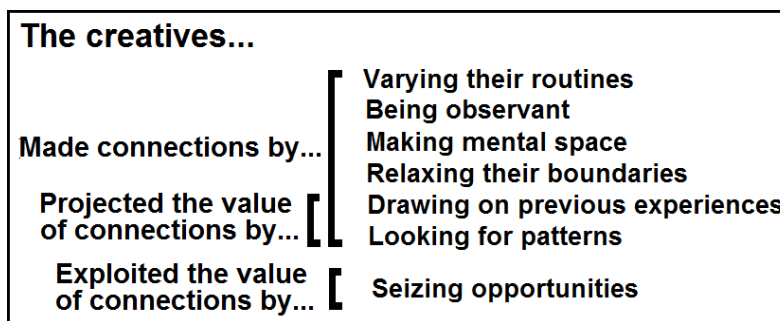 The creatives...
Varying their routines
Being observant
Made connections by...
Making mental space
Relaxing their boundaries
Projected the value
of connections by...
Drawing on previous experiences
Looking for patterns
Exploited the value
of connections by...
Seizing opportunities